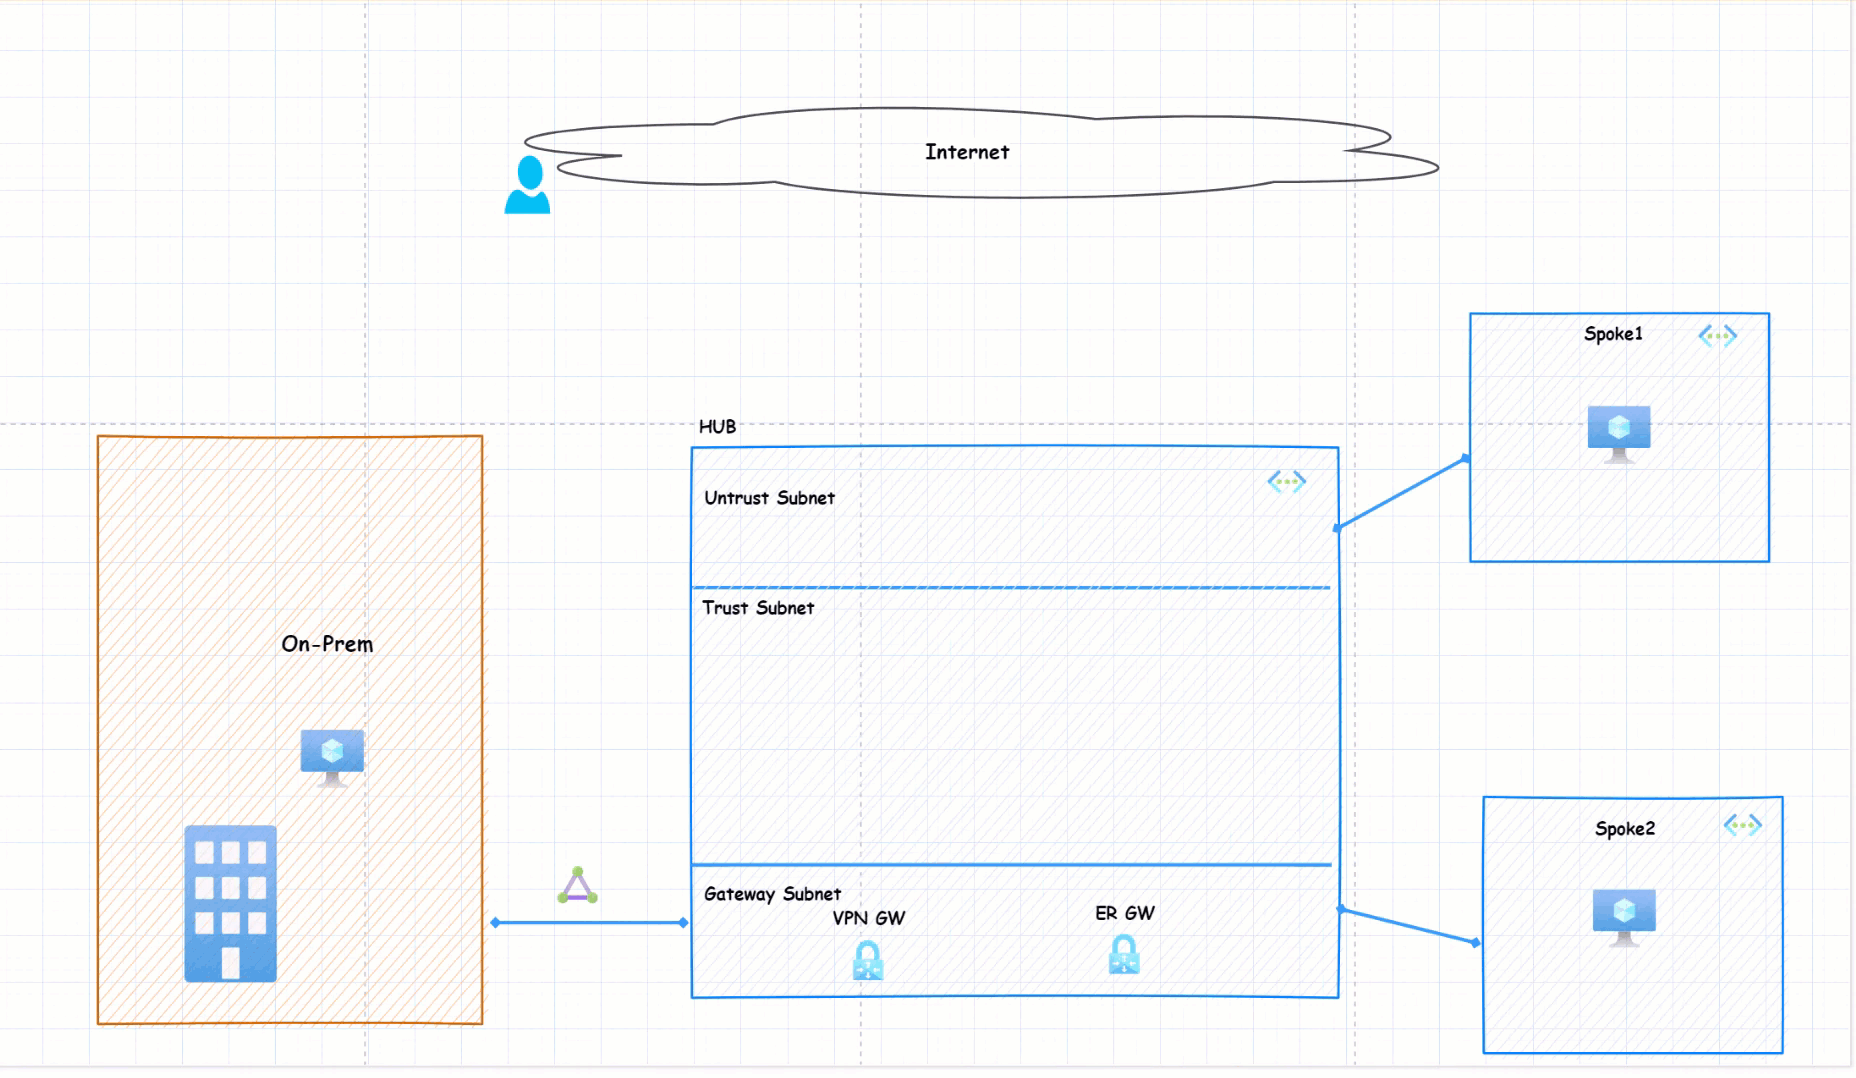 Internet
Spoke1
HUB
Untrust Subnet
Trust Subnet
On-Prem
Spoke2
Gateway Subnet
VPN GW
ER GW